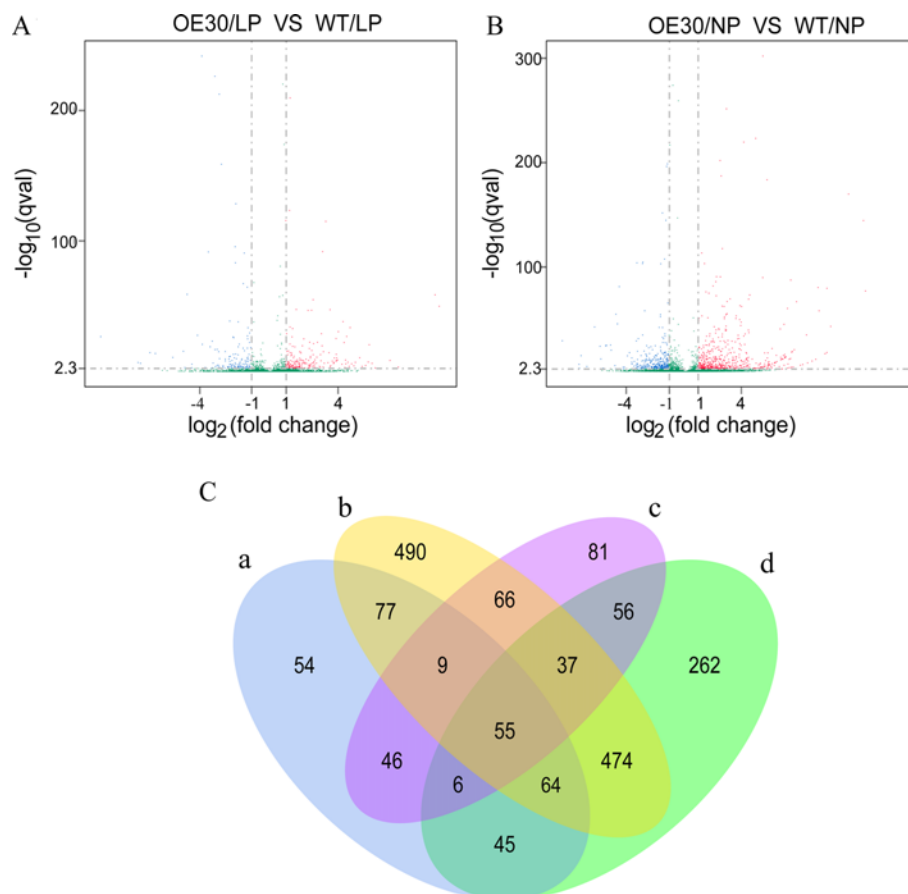 A
OE30/LP VS WT/LP
-log10(qval)
200
100
2.3
-4 -1 1 4
log2(fold change)
B
OE30/NP VS WT/NP
-log10(qval)
300
200
100
2.3
-4 -1 1 4
log2(fold change)
C
a
b
c
d
490
81
77
66
56
54
9
37
262
55
46
474
6
64
45